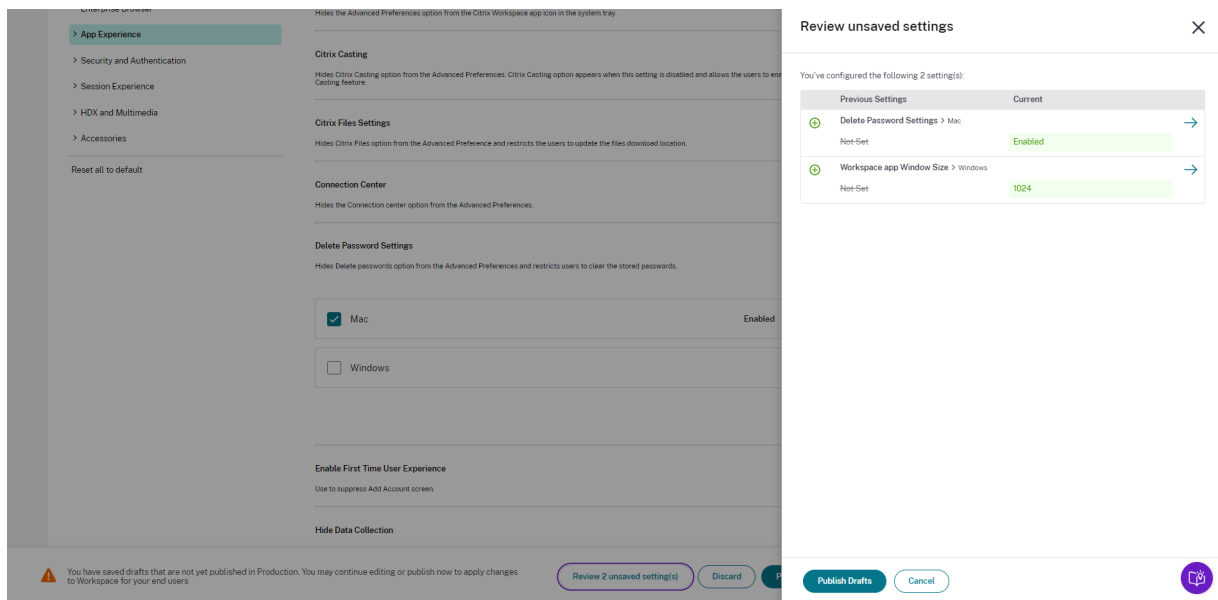 Enterprise Browser
> App Experience
> Security and Authentication
> Session Experience
> HDX and Multimedia
> Accessories
Reset all to default
Hides the Advanced Preferences option from the Citrix Workspace app icon in the system tray.
Citrix Casting
Hides Citrix Casting option from the Advanced Preferences. Citrix Casting option appears when this setting is disabled and allows the users to
Casting feature.
Citrix Files Settings
Hides Citrix Files option from the Advanced Preference and restricts the users to update the files download location.
Connection Center
Hides the Connection center option from the Advanced Preferences.
Delete Password Settings
Hides Delete passwords option from the Advanced Preferences and restricts users to clear the stored passwords.
Mac Enabled
Windows
Enable First Time User Experience
Use to suppress Add Account screen.
Hide Data Collection
You have saved drafts that are not yet published in Production. You may continue editing or publish now to apply changes
to Workspace for your end users
Review 2 unsaved setting(s) Discard P
Review unsaved settings
You've configured the following 2 setting(s):
Previous Settings Current
Delete Password Settings > Mac
Not Set Enabled
Workspace app Window Size > Windows
Not Set 1024
Publish Drafts Cancel